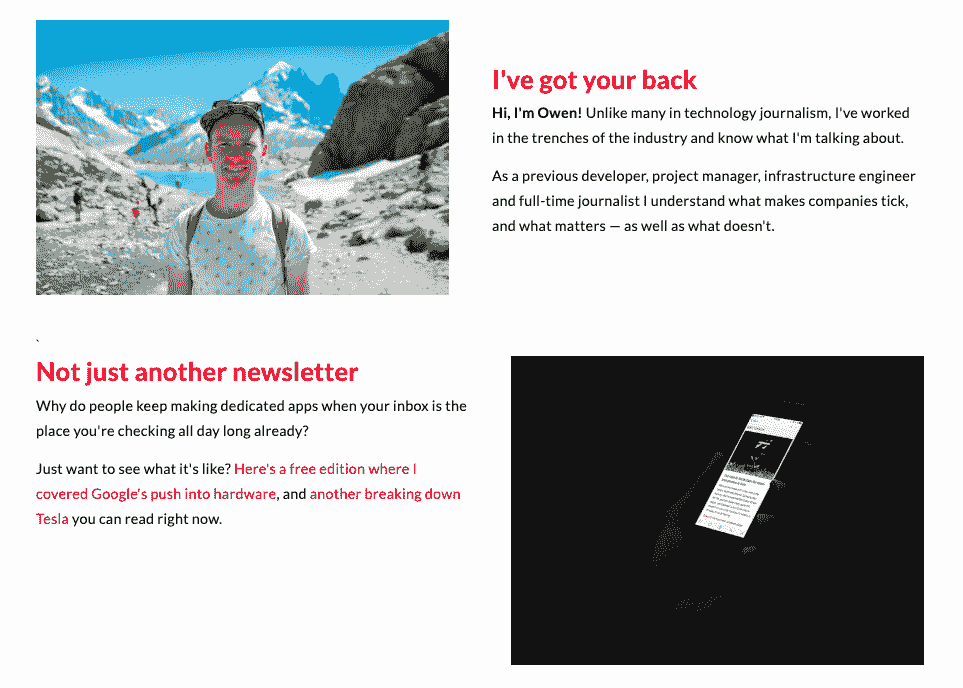 I've got your back
Hi, I'm Owen! Unlike many in technology journalism, I've worked
in the trenches of the industry and know what I'm talking about.
As a previous developer, project manager, infrastructure engineer
and full-time journalist I understand what makes companies tick,
and what matters — as well as what doesn't.
`
Not just another newsletter
Why do people keep making dedicated apps when your inbox is the
place you're checking all day long already?
Just want to see what it's like? Here's a free edition where I
covered Google's push into hardware, and another breaking down
Tesla you can read right now.